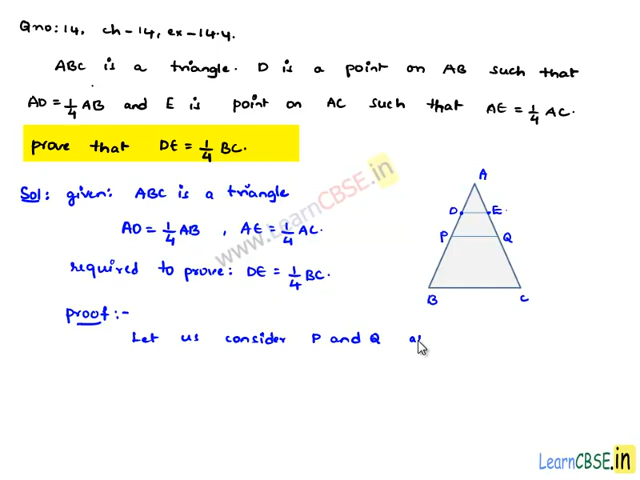 Qno:14, ch-14, ex-14.4.
ABC is a triangle. D is a point on AB such that
AD = 1/4 AB and E is point on AC such that AE = 1/4 AC.
prove that DE = 1/4 BC.
Sol: given: ABC is a triangle
AD = 1/4 AB, AE = 1/4 AC.
required to prove: DE = 1/4 BC.
proof:-
Let us consider P and Q a
A
D E
P Q
B C
www.LearnCBSE.in
LearnCBSE.in